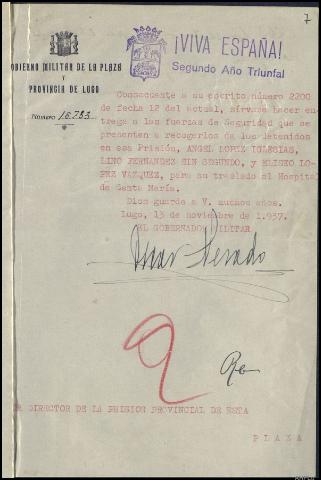 7
¡VIVA ESPAÑA!
Segundo Año Triunfal
GOBIERNO MILITAR DE LA PLAZA
Y
PROVINCIA DE LUGO
Número 16.783
Consecuente a su escrito número 2200
de fecha 12 del actual, sírvase hacer en-
trega a las fuerzas de Seguridad que se
presenten a recogerlos de los detenidos
en esa Prisión, ANGEL LOPEZ IGLESIAS,
LINO FERNANDEZ SIN SEGUNDO, y ELISEO LO-
PEZ VAZQUEZ, para su traslado al Hospital
de Santa María.
Dios guarde a V. muchos años.
Lugo, 13 de noviembre de 1.937.
EL GOBERNADOR MILITAR
DIRECTOR DE LA PRISION PROVINCIAL DE ESTA
PLAZA